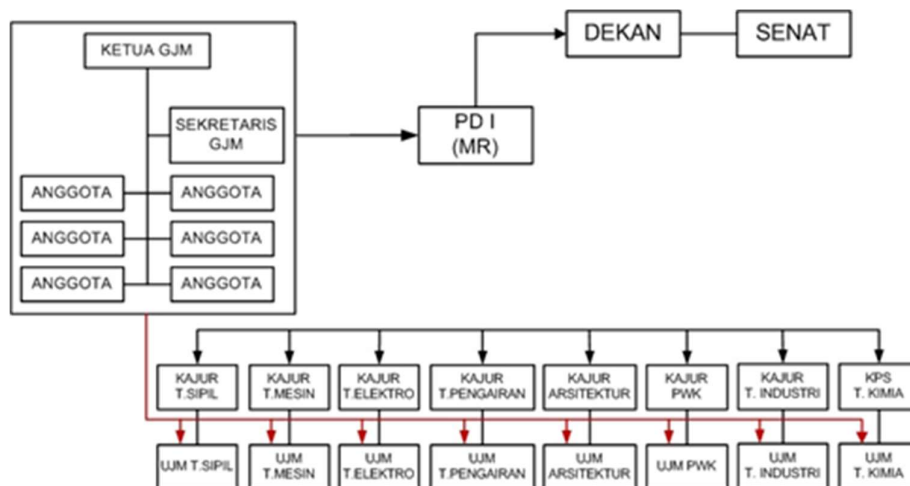 DEKAN
SENAT
KETUA GJM
SEKRETARIS
GJM
PD I
(MR)
ANGGOTA
ANGGOTA
ANGGOTA
ANGGOTA
ANGGOTA
ANGGOTA
KAJUR
T.SIPIL
KAJUR
T.MESIN
KAJUR
T.ELEKTRO
KAJUR
T.PENGAIRAN
KAJUR
ARSITEKTUR
KAJUR
PWK
KAJUR
T. INDUSTRI
KPS
T. KIMIA
UJM T.SIPIL
UJM
T.MESIN
UJM
T.ELEKTRO
UJM
T.PENGAIRAN
UJM
ARSITEKTUR
UJM PWK
UJM
T. INDUSTRI
UJM
T. KIMIA